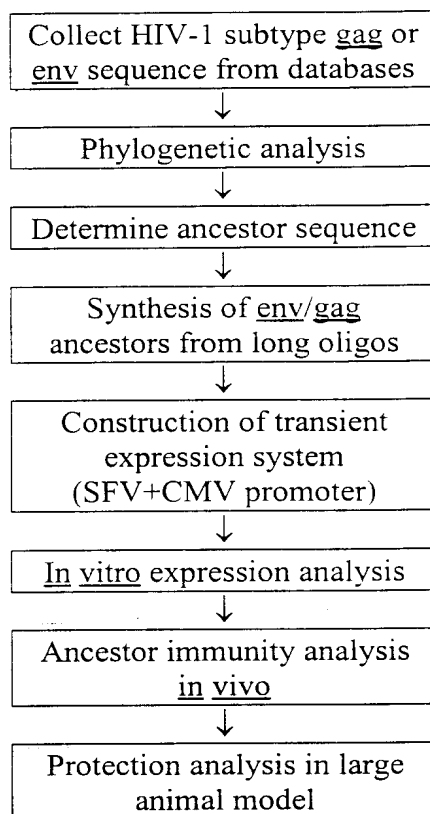 Collect HIV-1 subtype gag or
env sequence from databases
↓
Phylogenetic analysis
↓
Determine ancestor sequence
↓
Synthesis of env/gag
ancestors from long oligos
↓
Construction of transient
expression system
(SFV+CMV promoter)
↓
In vitro expression analysis
↓
Ancestor immunity analysis
in vivo
↓
Protection analysis in large
animal model